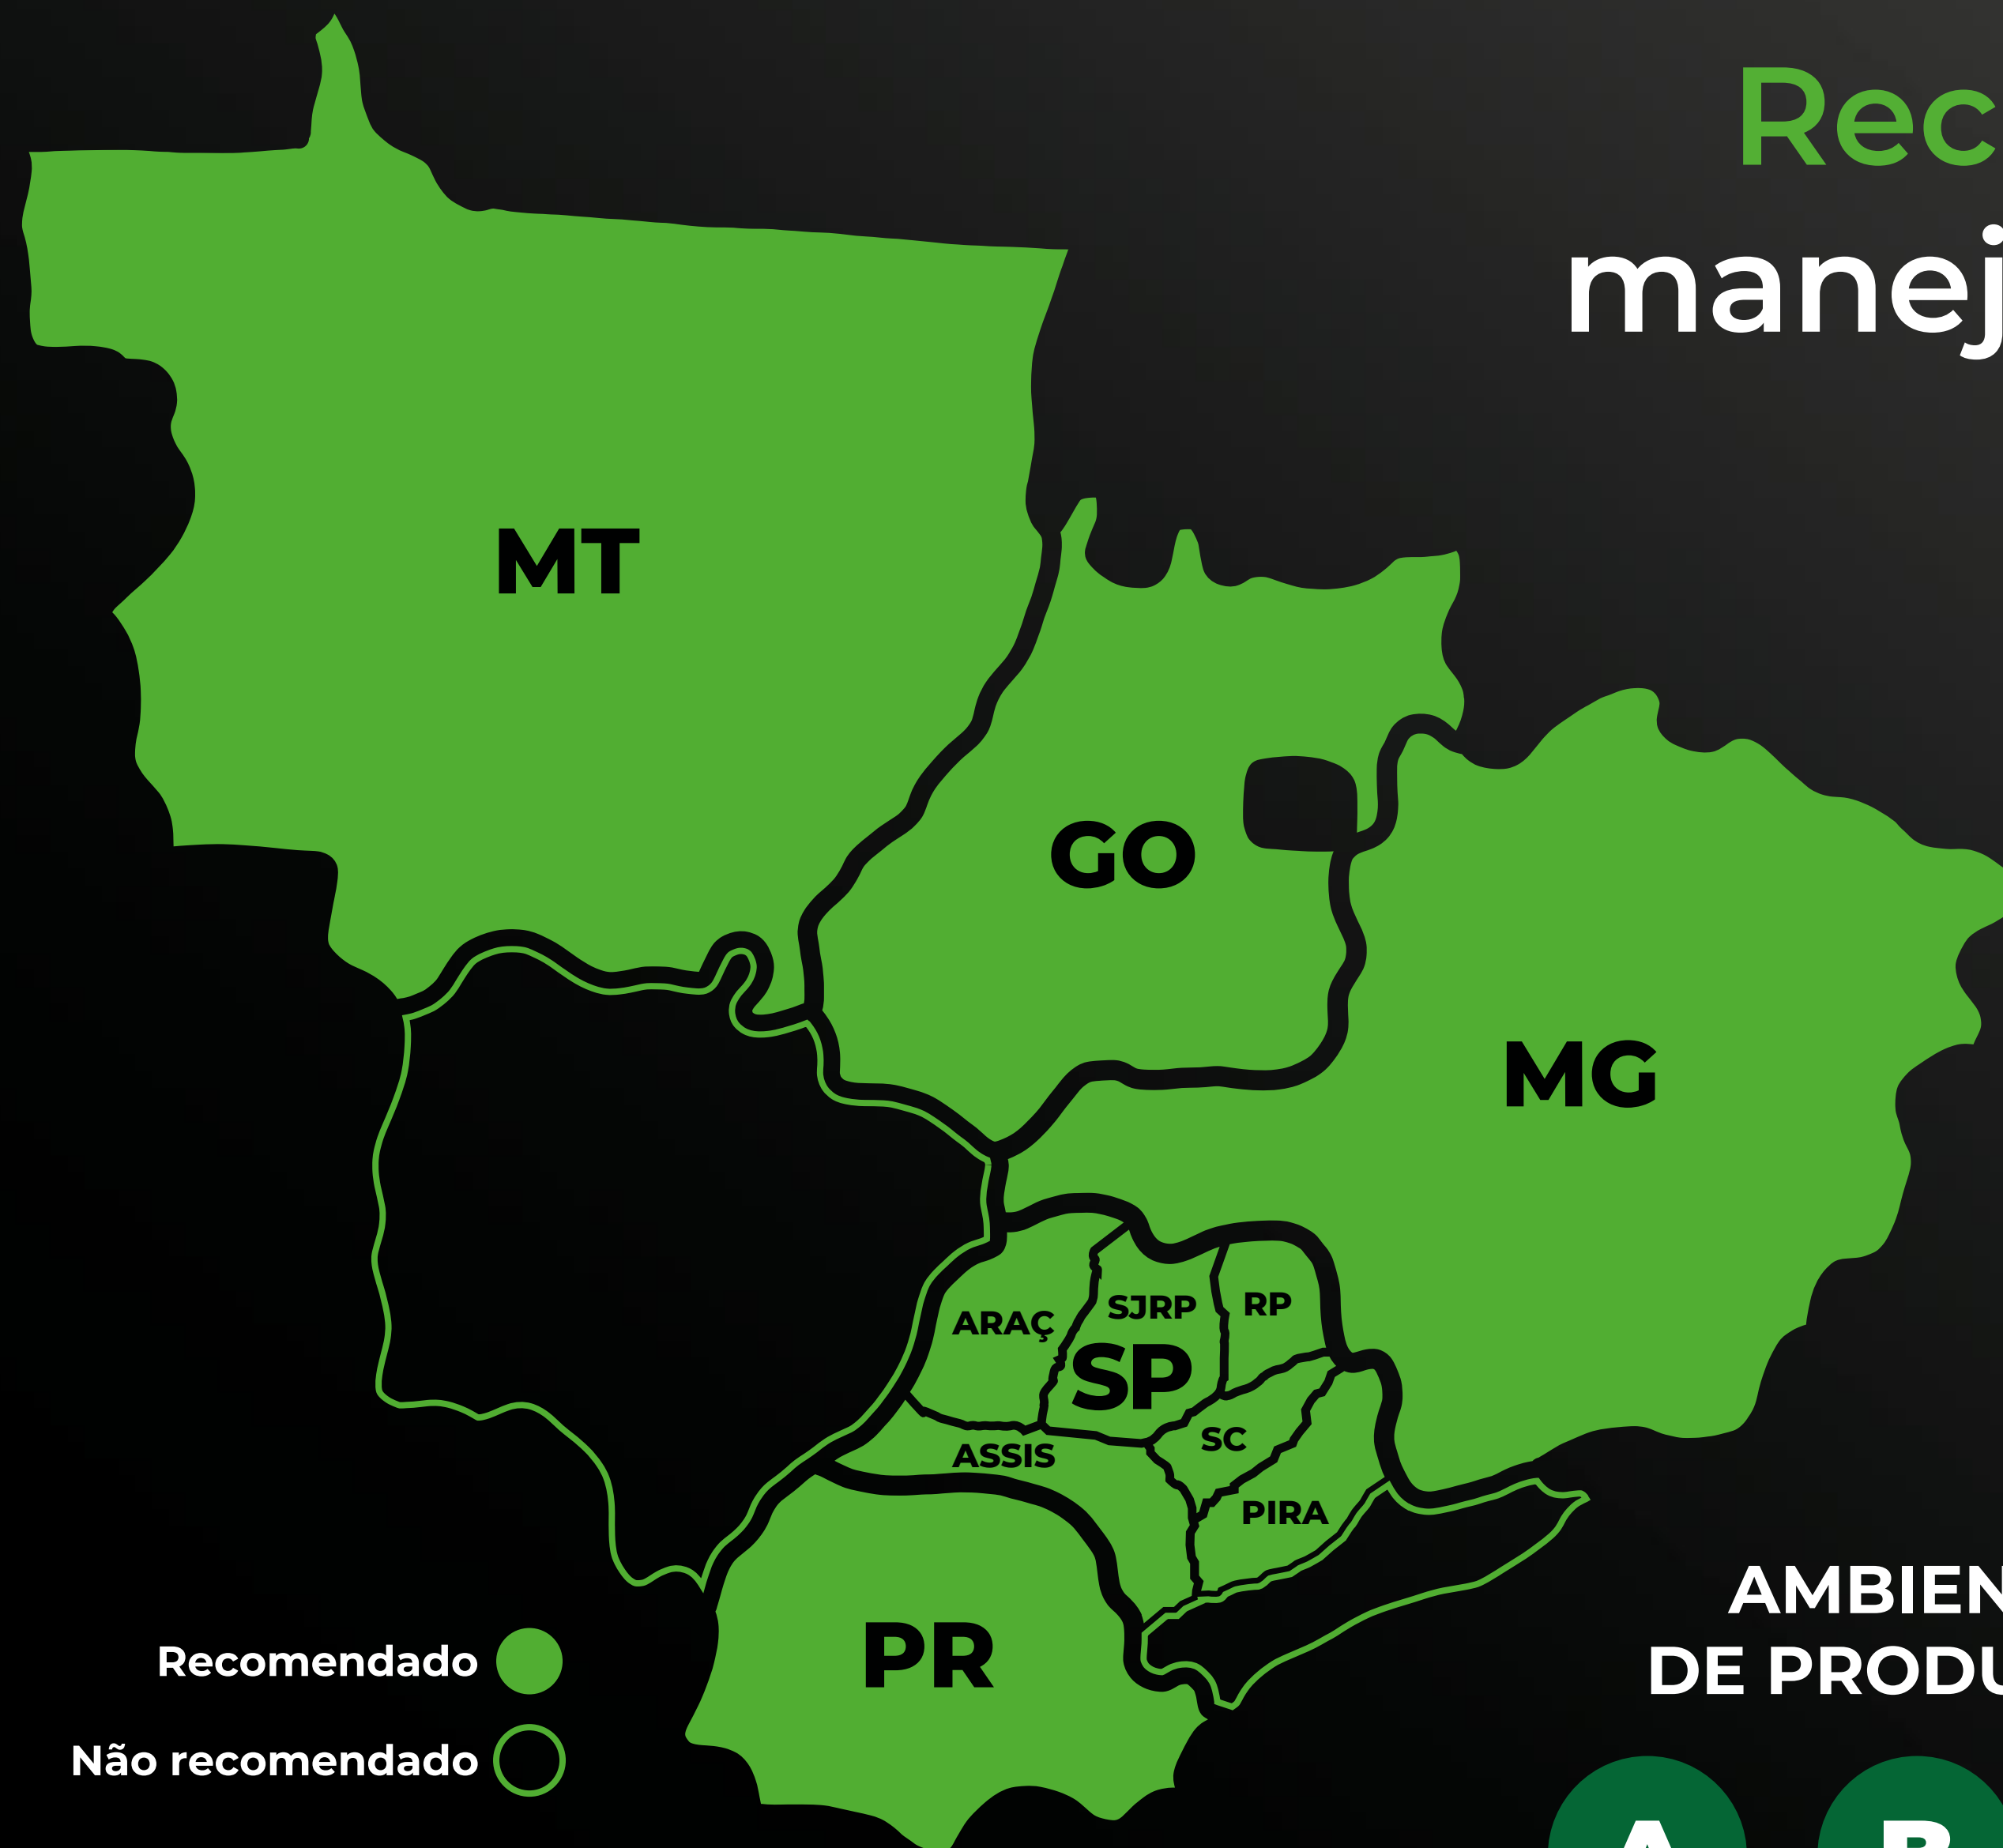 Rec
manej
MT
GO
MG
ARAÇ
SJRP
RP
SP
ASSIS
SC
PIRA
PR
Recomendado
Não recomendado
AMBIEN
DE PRODU
A B